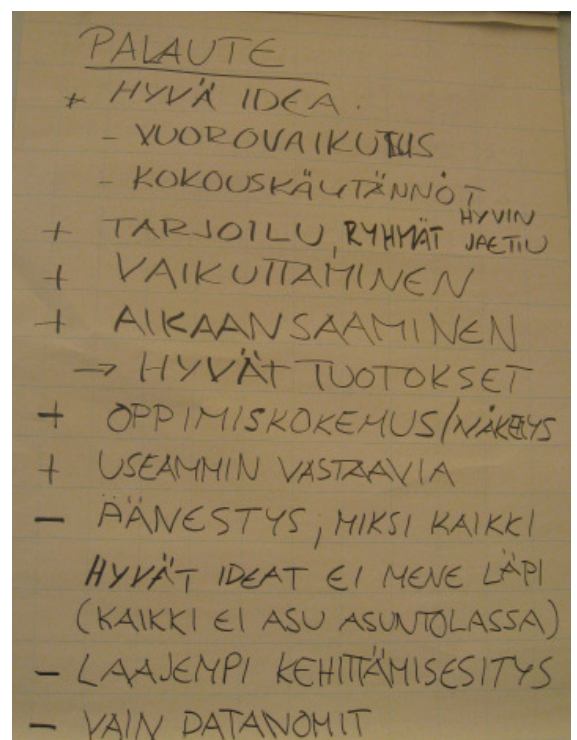 PALAUTE
+ HYVÄ IDEA.
- VUOROVAIKUTUS
- KOKOUSKÄYTÄNNÖT
+ TARJOILU, RYHMÄT HYVIN JAETTU
+ VAIKUTTAMINEN
+ AIKAANSAAMINEN
→ HYVÄT TUOTOKSET
+ OPPIMISKOKEMUS/NÄKEMYS
+ USEAMMIN VASTAAVIA
- ÄÄNESTYS; MIKSI KAIKKI
HYVÄT IDEAT EI MENE LÄPI
(KAIKKI EI ASU ASUNTOLASSA)
- LAAJEMPI KEHITTÄMISESITYS
- VAIN DATANOMIT